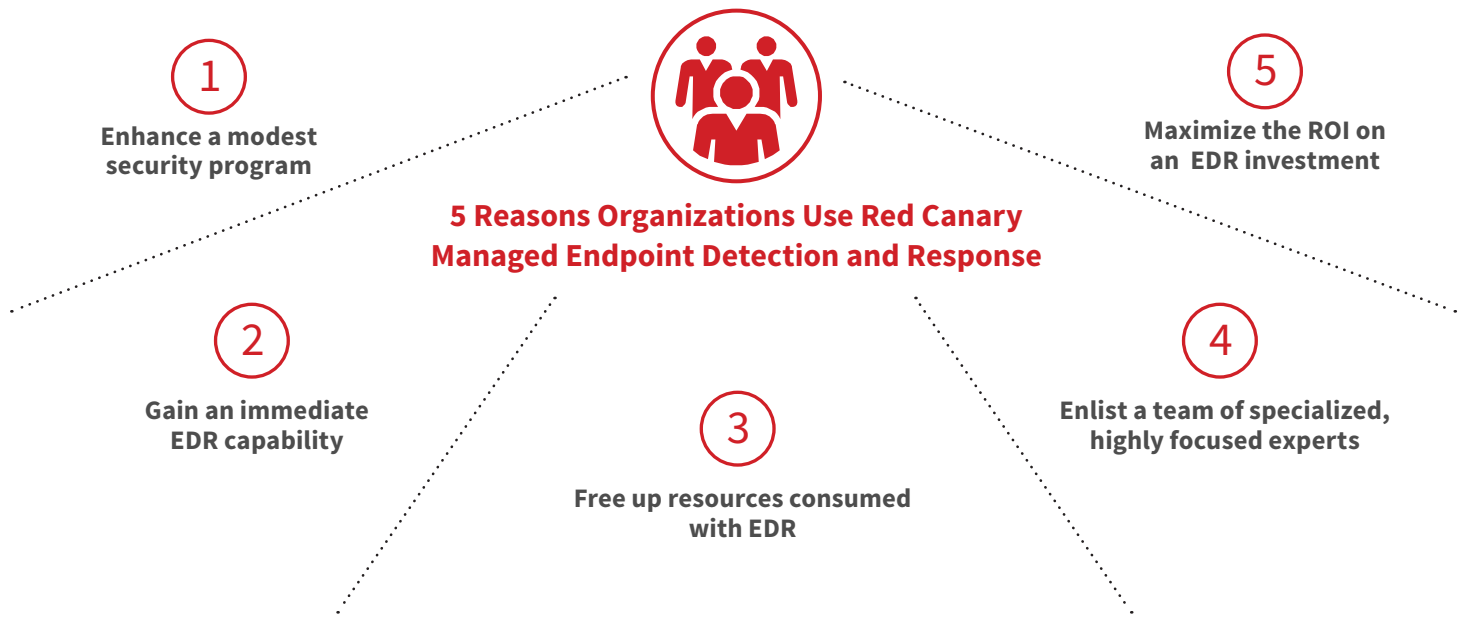 5 Reasons Organizations Use Red Canary
Managed Endpoint Detection and Response
1
Enhance a modest
security program
2
Gain an immediate
EDR capability
3
Free up resources consumed
with EDR
4
Enlist a team of specialized,
highly focused experts
5
Maximize the ROI on
an  EDR investment